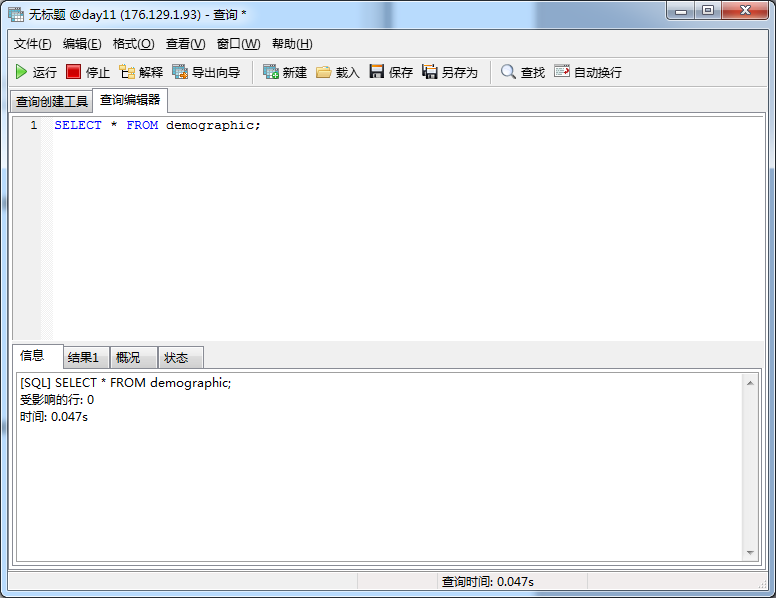 无标题 @day11 (176.129.1.93) - 查询 *
文件(F) 编辑(E) 格式(O) 查看(V) 窗口(W) 帮助(H)
运行 停止 解释 导出向导 新建 载入 保存 另存为 查找 自动换行
查询创建工具 查询编辑器
1 SELECT * FROM demographic;
信息 结果1 概况 状态
[SQL] SELECT * FROM demographic;
受影响的行: 0
时间: 0.047s
查询时间: 0.047s